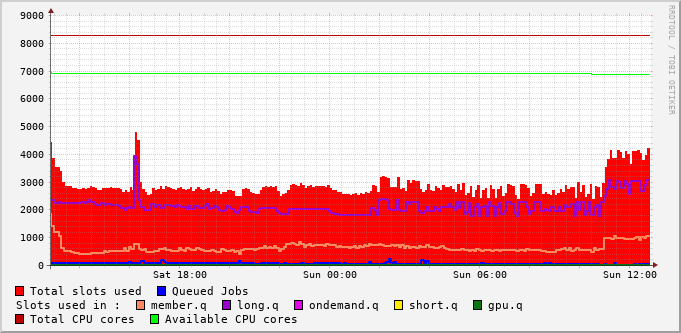 RRDTOOL / TOBI OETIKER
9000
8000
7000
6000
5000
4000
3000
2000
1000
0
Sat 18:00 Sun 00:00 Sun 06:00 Sun 12:00
Total slots used Queued Jobs
Slots used in : member.q long.q ondemand.q short.q gpu.q
Total CPU cores Available CPU cores